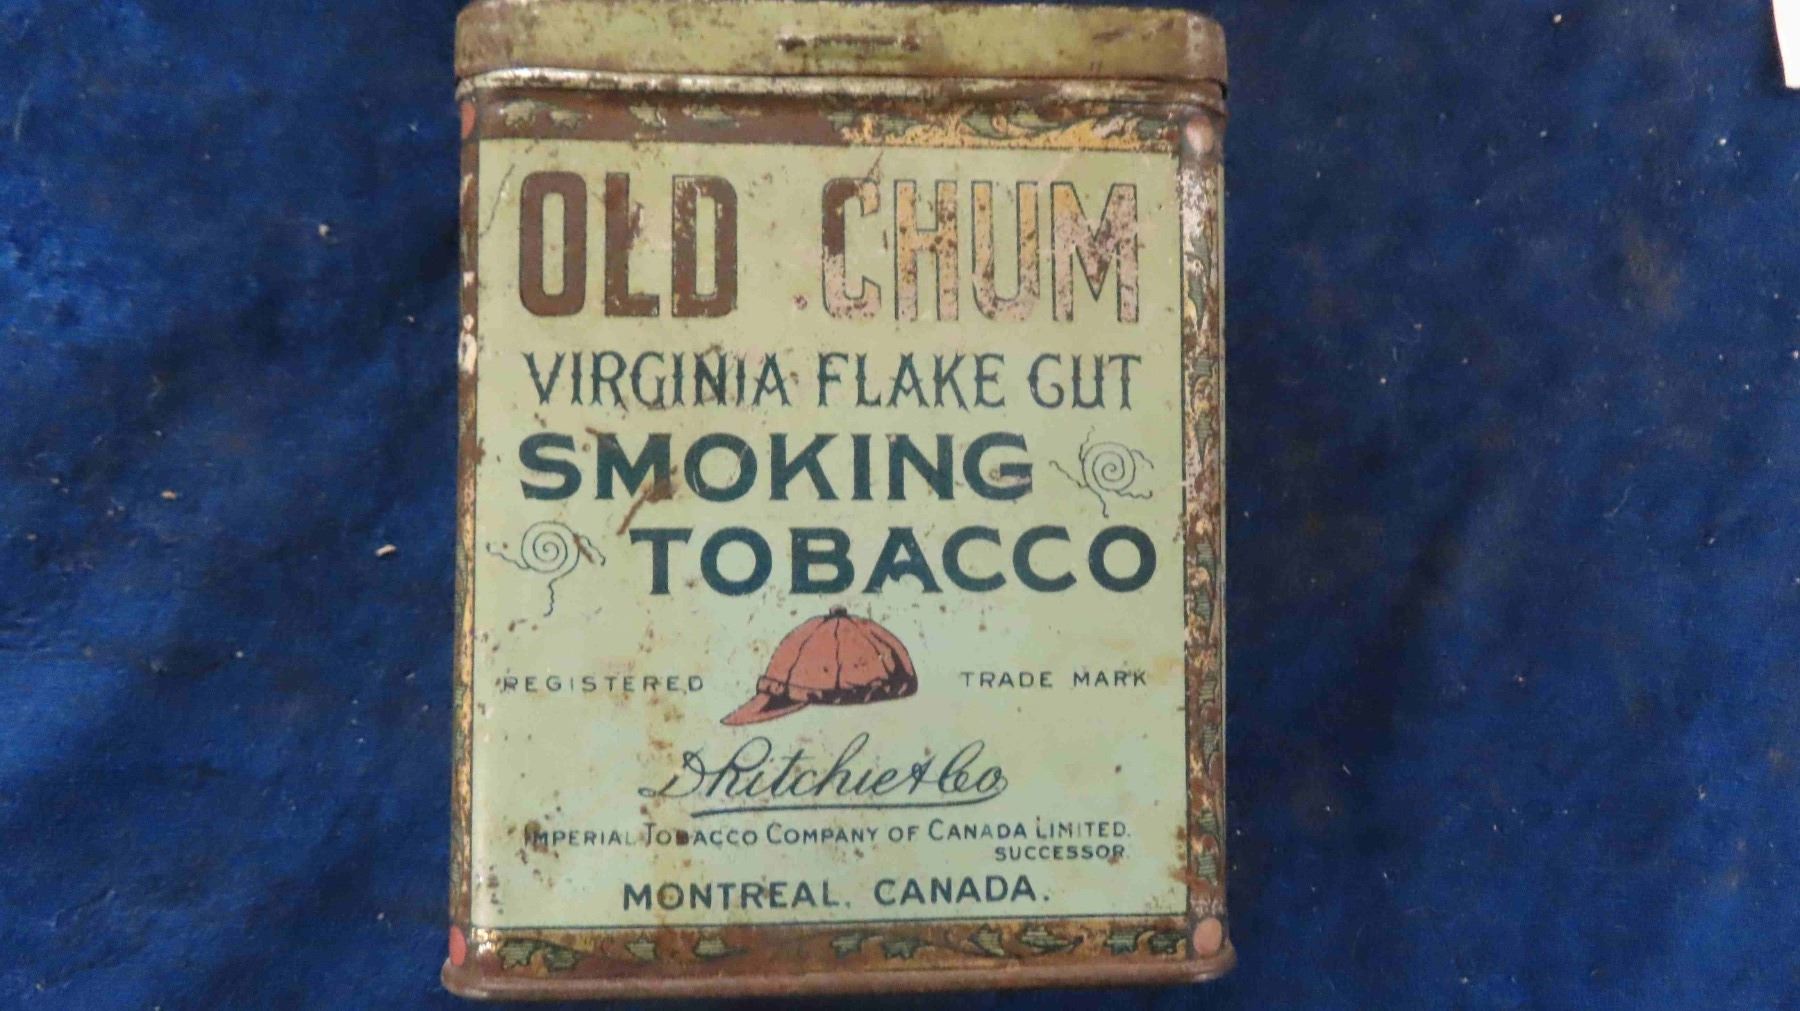 OLD CHUM
VIRGINIA FLAKE CUT
SMOKING
TOBACCO
REGISTERED TRADE MARK
D Ritchie & Co
IMPERIAL TOBACCO COMPANY OF CANADA LIMITED.
SUCCESSOR.
MONTREAL. CANADA.